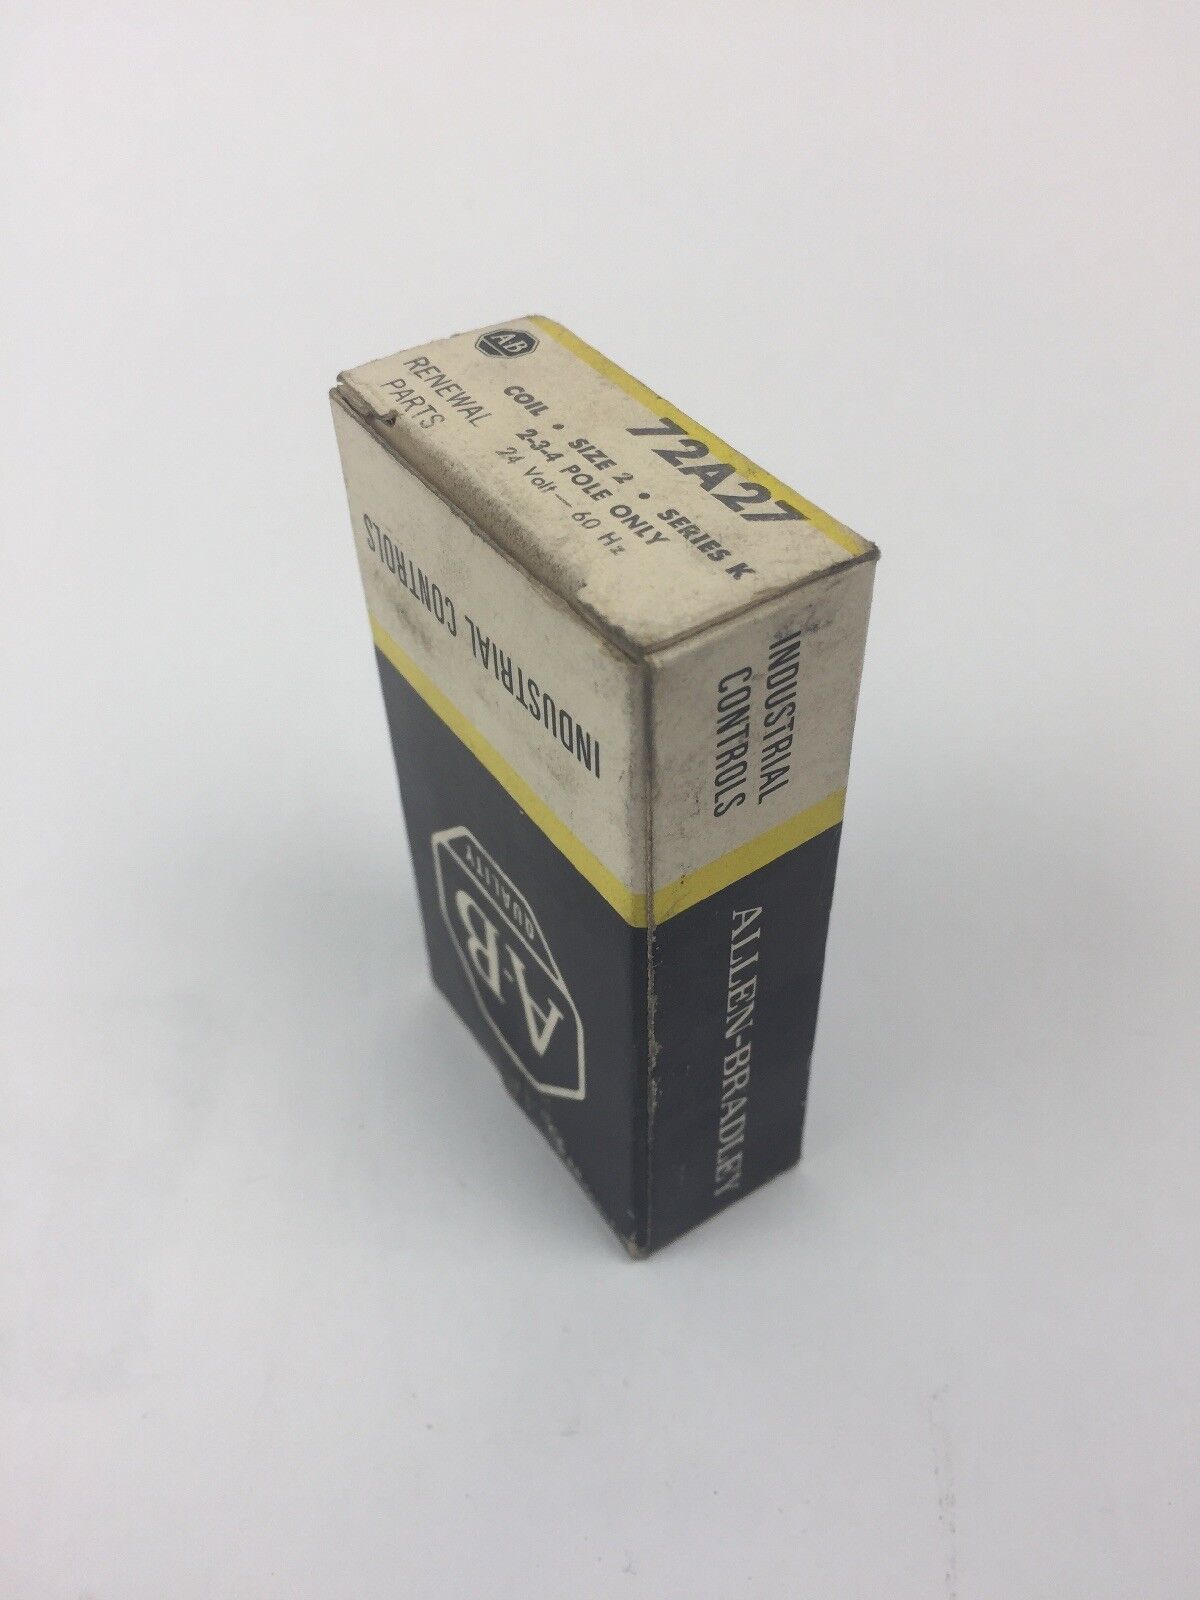 A-B
RENEWAL
PARTS
72A27
COIL • SIZE 2 • SERIES K
2-3-4 POLE ONLY
24 Volt — 60 Hz
INDUSTRIAL CONTROLS
A-B
QUALITY
INDUSTRIAL
CONTROLS
ALLEN-BRADLEY